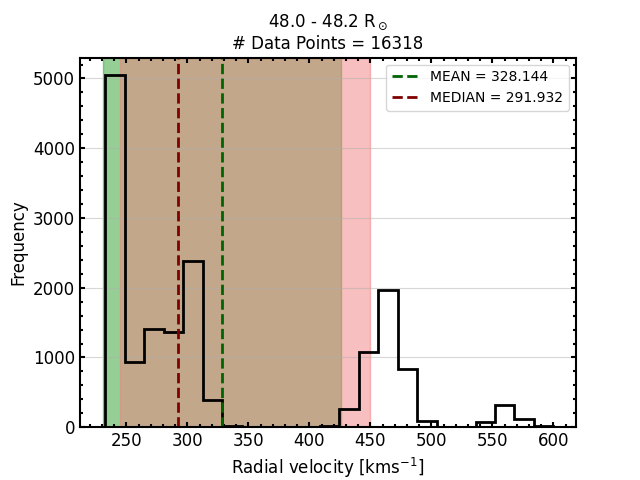 48.0 - 48.2 R⊙
# Data Points = 16318
MEAN = 328.144
MEDIAN = 291.932
Frequency
5000
4000
3000
2000
1000
0
250 300 350 400 450 500 550 600
Radial velocity [kms⁻¹]